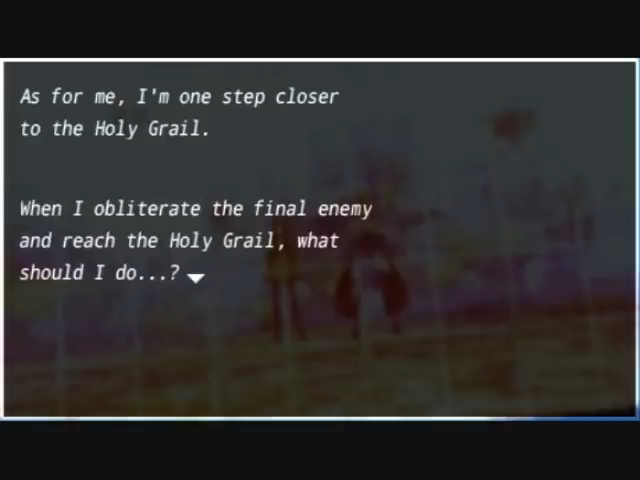 As for me, I'm one step closer
to the Holy Grail.
When I obliterate the final enemy
and reach the Holy Grail, what
should I do...?